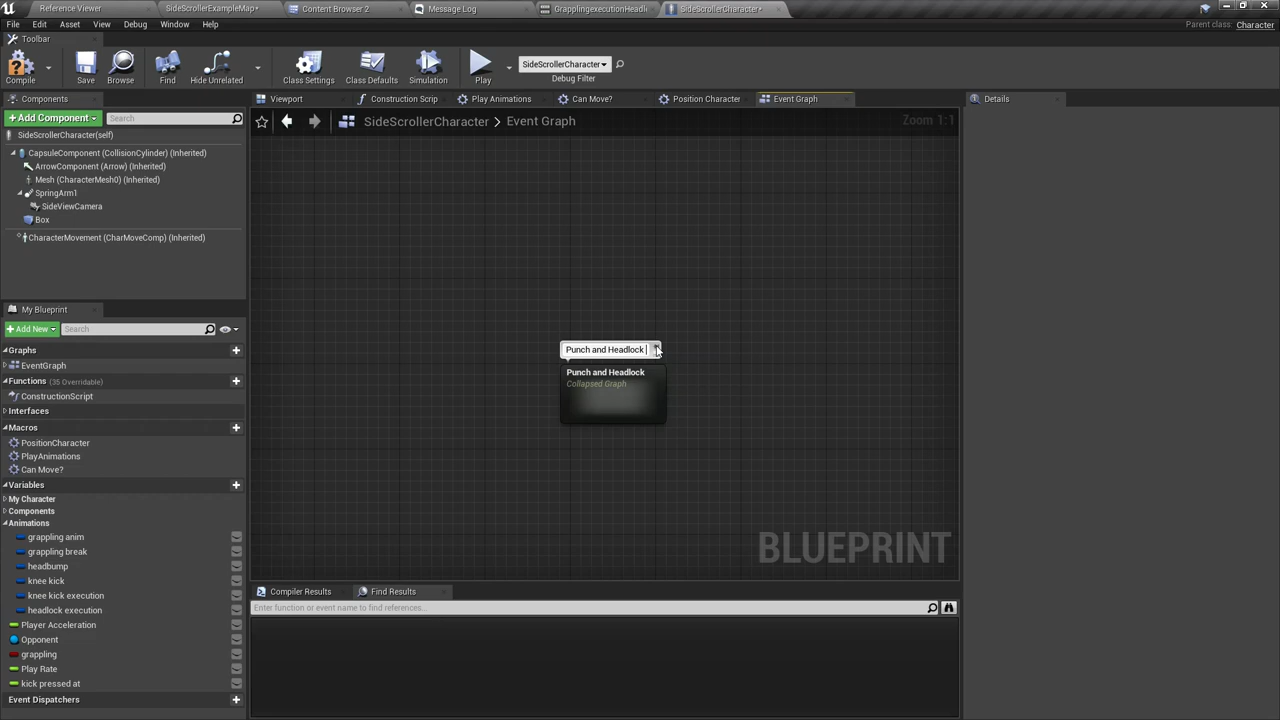 Reference Viewer
SideScrollerExampleMap*
Content Browser 2
Message Log
GrapplingexecutionHeadl
SideScrollerCharacter*
File Edit Asset View Debug Window Help
Parent class: Character
Toolbar
Compile
Save
Browse
Find
Hide Unrelated
Class Settings
Class Defaults
Simulation
Play
SideScrollerCharacter
Debug Filter
Components
+Add Component
Search
SideScrollerCharacter(self)
CapsuleComponent (CollisionCylinder) (Inherited)
ArrowComponent (Arrow) (Inherited)
Mesh (CharacterMesh0) (Inherited)
SpringArm1
SideViewCamera
Box
CharacterMovement (CharMoveComp) (Inherited)
My Blueprint
+Add New
Search
Graphs
EventGraph
Functions (35 Overridable)
ConstructionScript
Interfaces
Macros
PositionCharacter
PlayAnimations
Can Move?
Variables
My Character
Components
Animations
grappling anim
grappling break
headbump
knee kick
knee kick execution
headlock execution
Player Acceleration
Opponent
grappling
Play Rate
kick pressed at
Event Dispatchers
Viewport
Construction Scrip
Play Animations
Can Move?
Position Character
Event Graph
SideScrollerCharacter > Event Graph
Zoom 1:1
Punch and Headlock
Punch and Headlock
Collapsed Graph
BLUEPRINT
Compiler Results
Find Results
Enter function or event name to find references...
Details